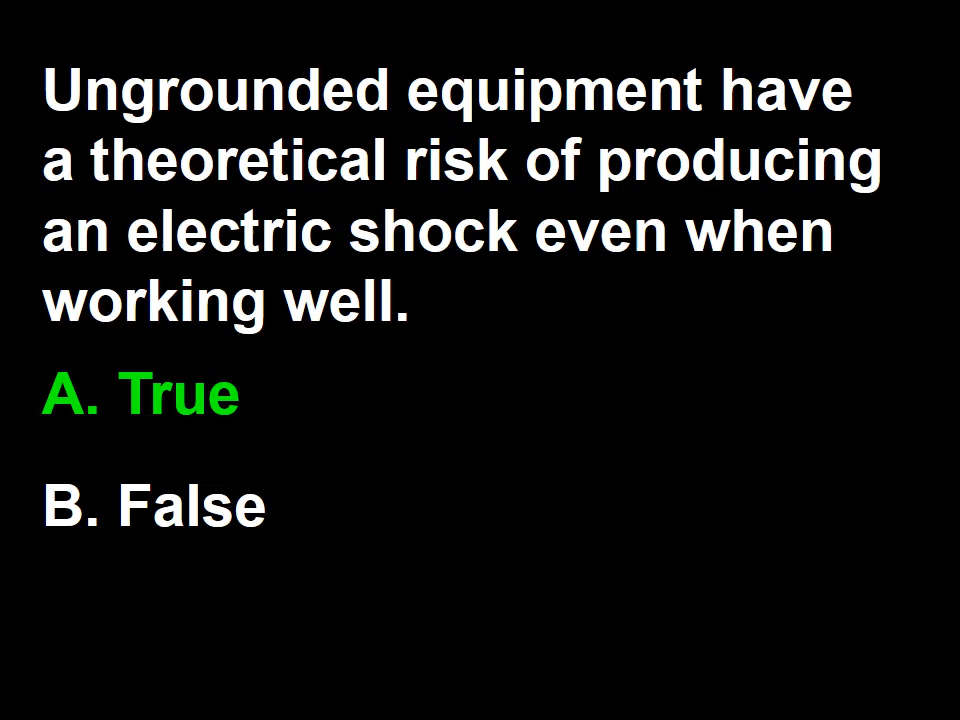 Ungrounded equipment have
a theoretical risk of producing
an electric shock even when
working well.
A. True
B. False